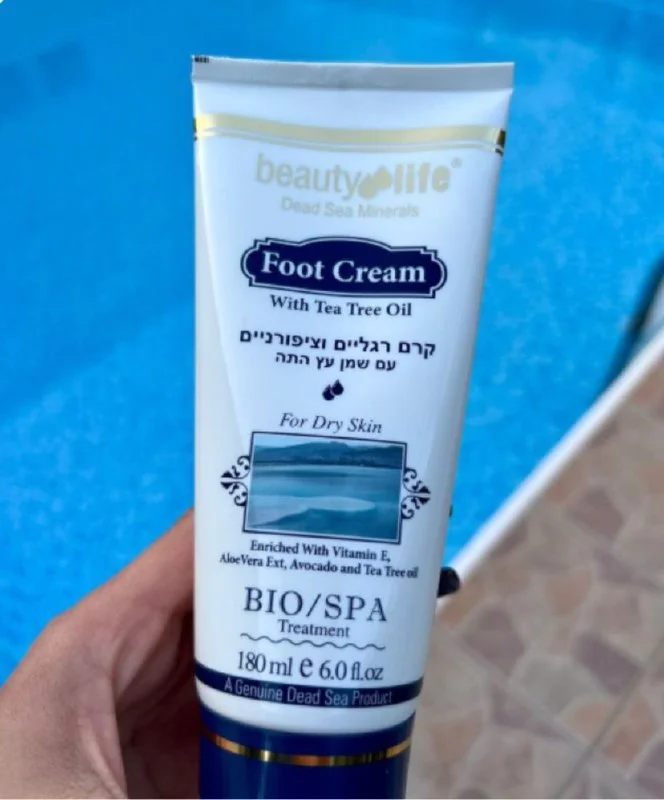 beauty life®
Dead Sea Minerals
Foot Cream
With Tea Tree Oil
קרם רגליים וציפורניים
עם שמן עץ התה
For Dry Skin
Enriched With Vitamin E,
AloeVera Ext, Avocado and Tea Tree oil
BIO/SPA
Treatment
180 ml e 6.0 fl.oz
A Genuine Dead Sea Product